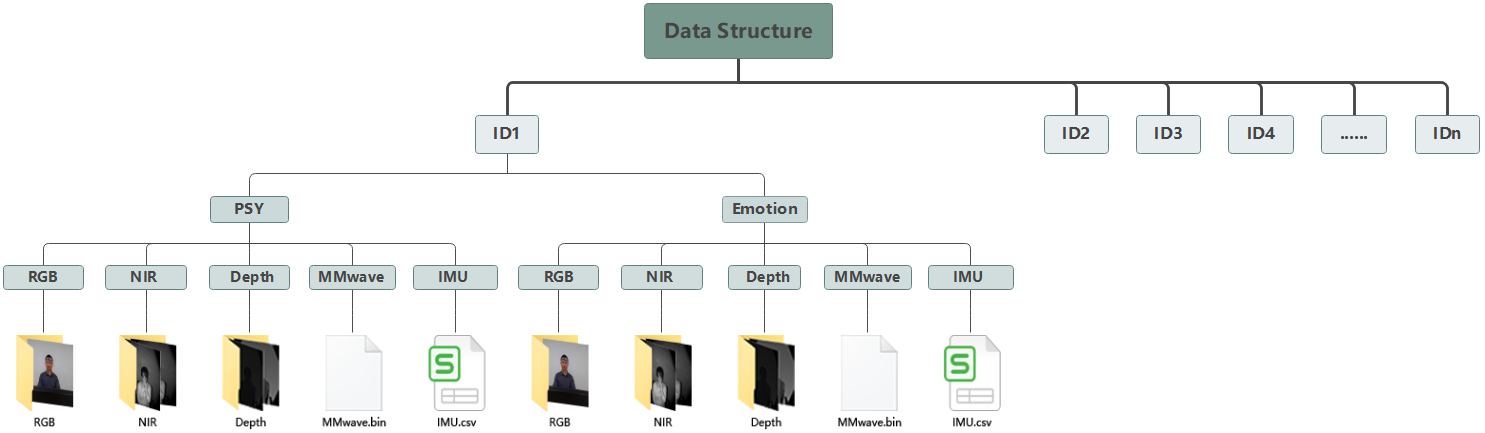 Data Structure
ID1 ID2 ID3 ID4 ...... IDn
PSY Emotion
RGB NIR Depth MMwave IMU RGB NIR Depth MMwave IMU
S S
RGB NIR Depth MMwave.bin IMU.csv RGB NIR Depth MMwave.bin IMU.csv